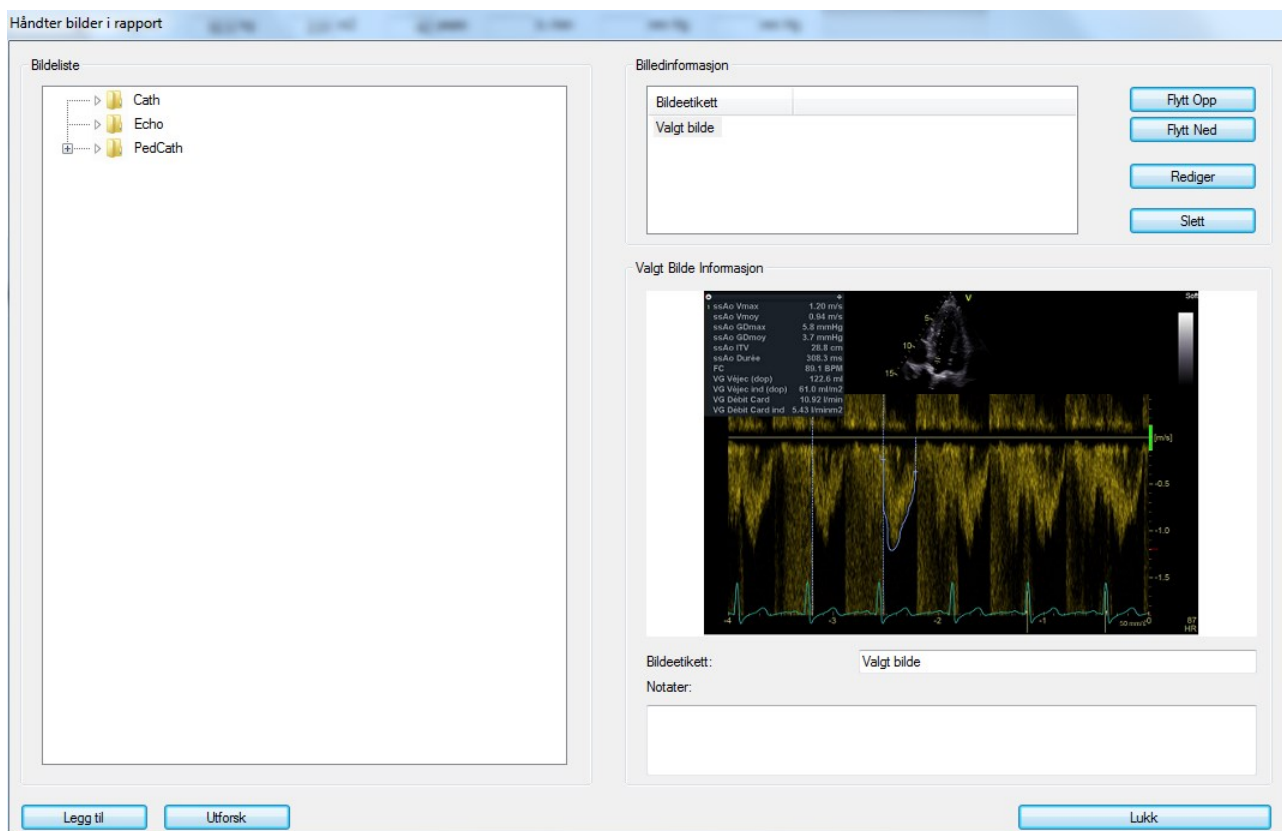 Håndter bilder i rapport
Bildeliste
Cath
Echo
PedCath
Legg til
Utforsk
Billedinformasjon
Bildeetikett
Valgt bilde
Flytt Opp
Flytt Ned
Rediger
Slett
Valgt Bilde Informasjon
1 ssAo Vmax 1.20 m/s
ssAo Vmoy 0.94 m/s
ssAo GDmax 5.8 mmHg
ssAo GDmoy 3.7 mmHg
ssAo ITV 28.8 cm
ssAo Durée 308.3 ms
FC 89.1 BPM
VG Véjec (dop) 122.6 ml
VG Véjec ind (dop) 61.0 ml/m2
VG Débit Card 10.92 l/min
VG Débit Card ind 5.43 l/minm2
V
5
10
15
[m/s]
-0.5
-1.0
-1.5
-4 -3 -2 -1 0
87
HR
Bildeetikett: Valgt bilde
Notater:
Lukk